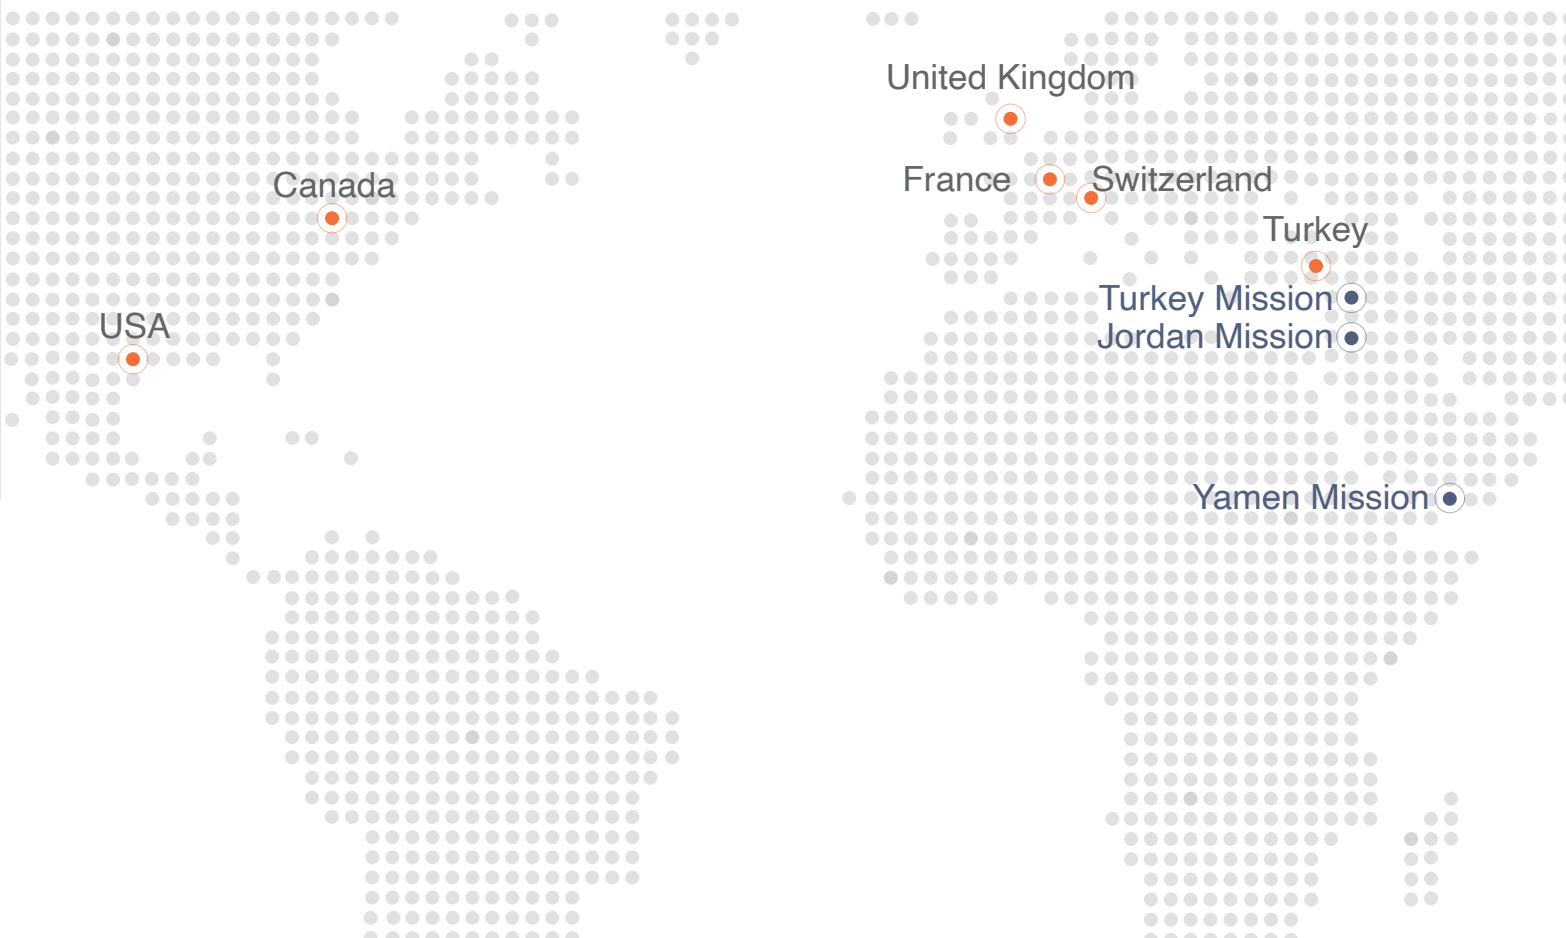 United Kingdom
France
Switzerland
Canada
Turkey
Turkey Mission
USA
Jordan Mission
Yamen Mission